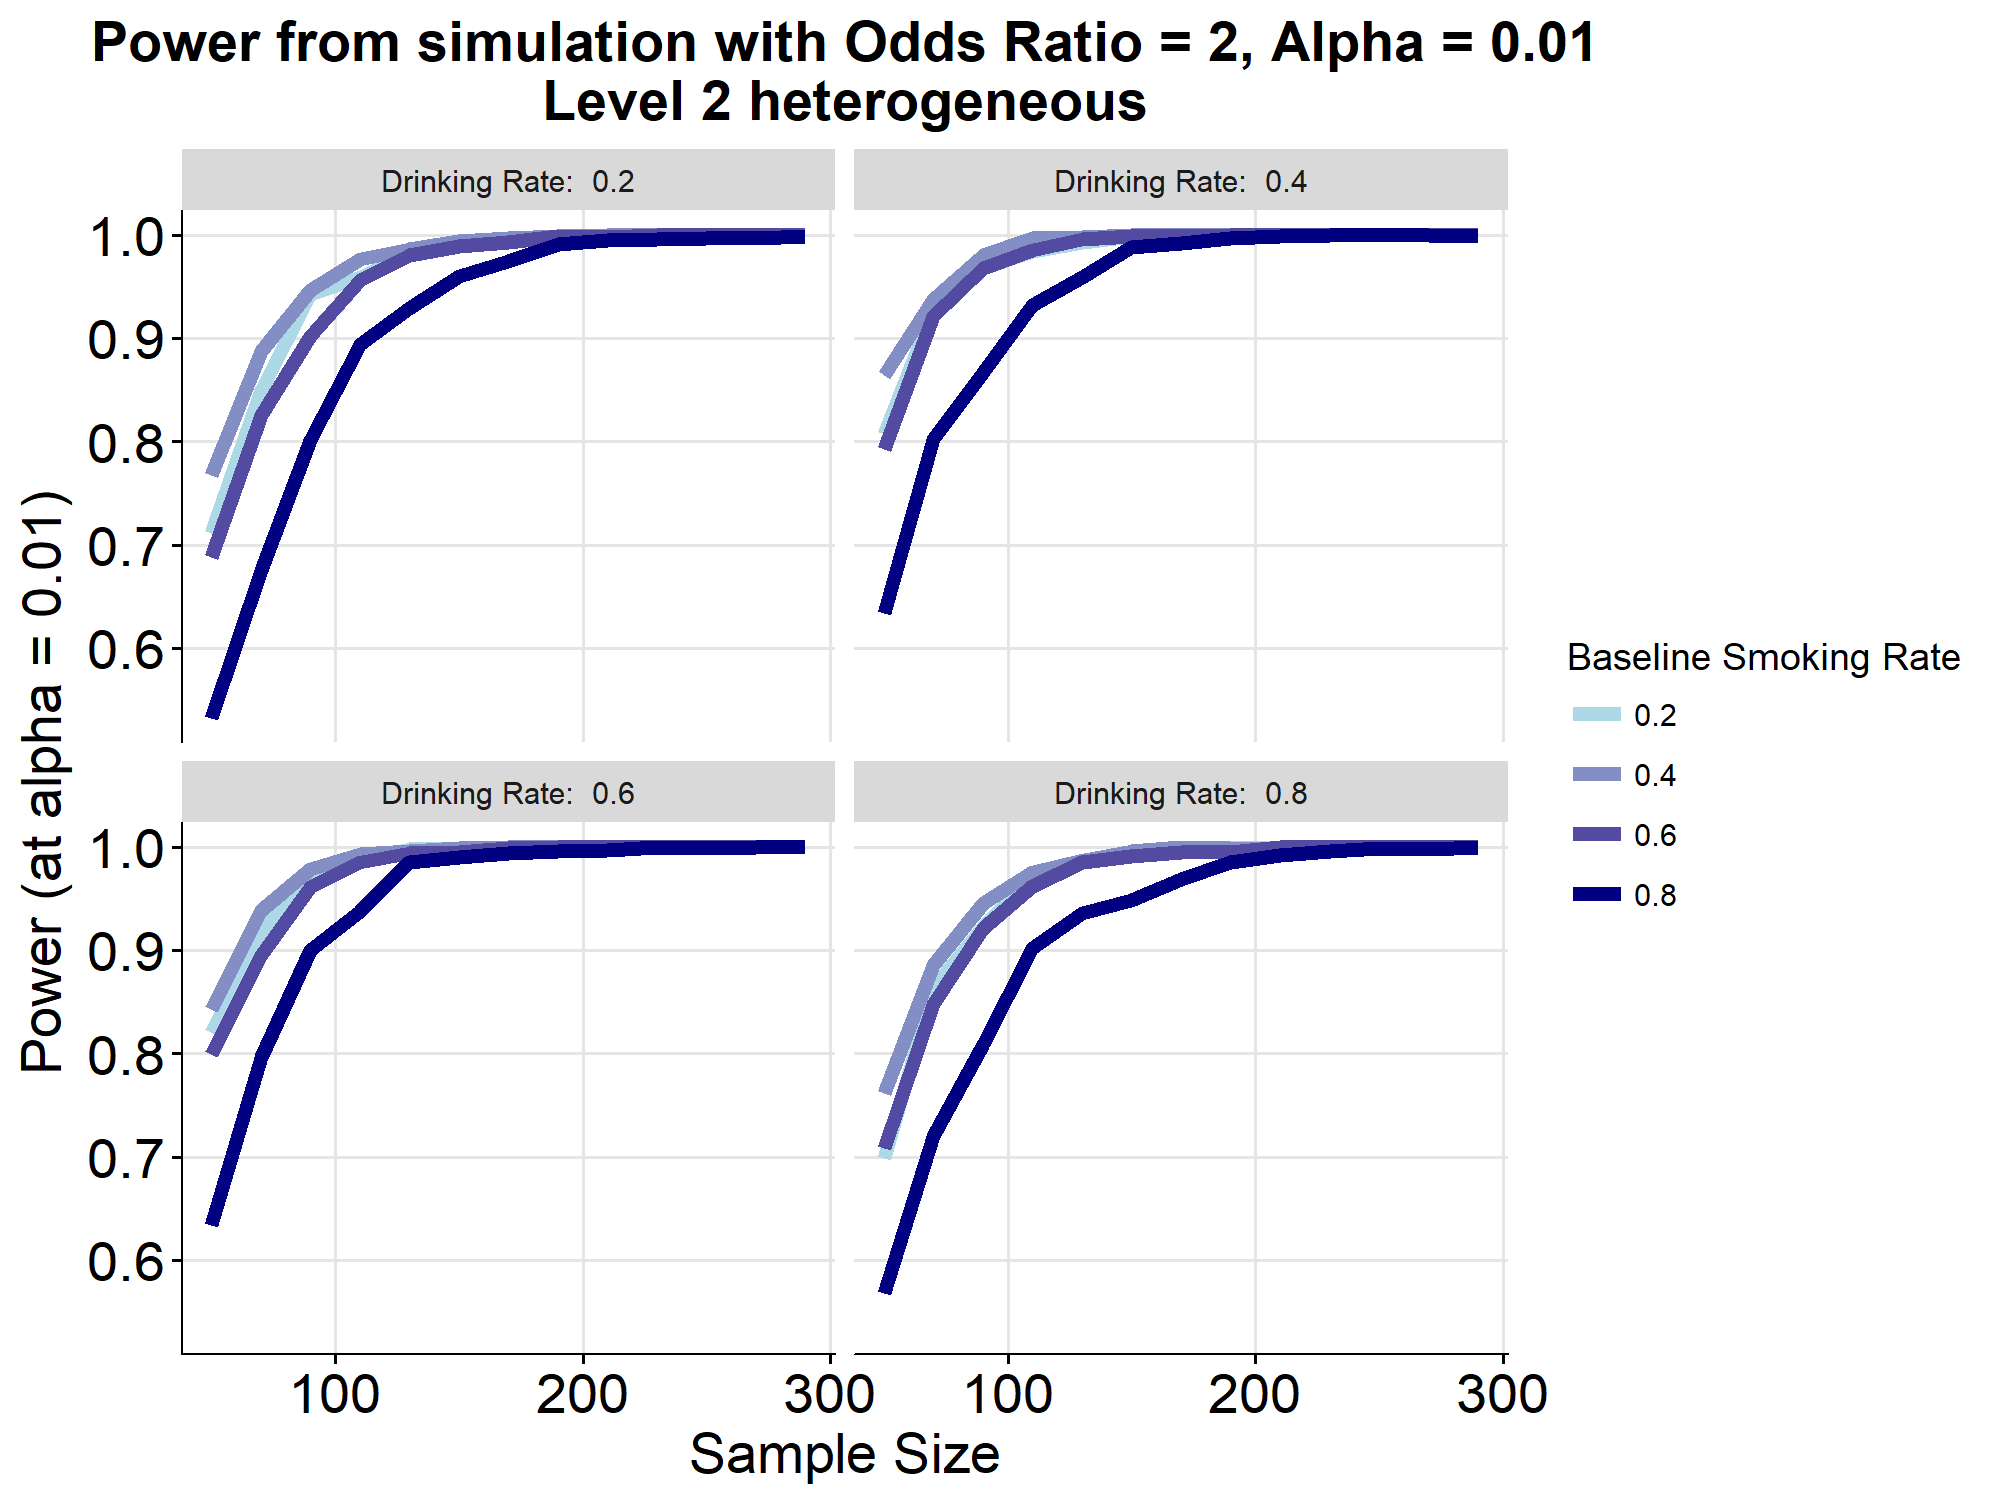 Power from simulation with Odds Ratio = 2, Alpha = 0.01
Level 2 heterogeneous
Drinking Rate:  0.2
Drinking Rate:  0.4
1.0
0.9
0.8
0.7
0.6
Drinking Rate:  0.6
Drinking Rate:  0.8
1.0
0.9
0.8
0.7
0.6
100
200
300
100
200
300
Sample Size
Power (at alpha = 0.01)
Baseline Smoking Rate
0.2
0.4
0.6
0.8